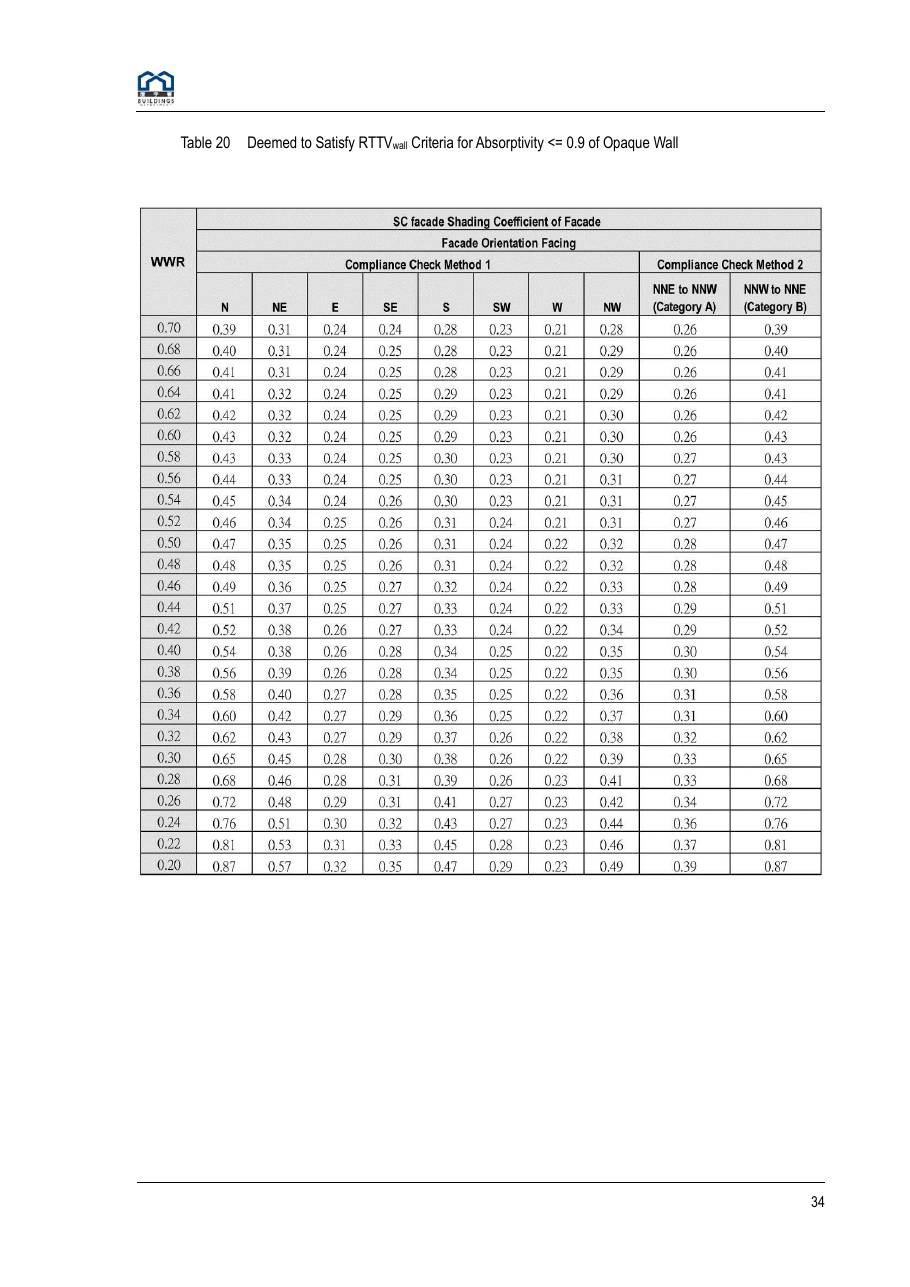 BUILDINGS
Table 20 Deemed to Satisfy RTTVwall Criteria for Absorptivity <= 0.9 of Opaque Wall
SC facade Shading Coefficient of Facade
Facade Orientation Facing
WWR Compliance Check Method 1 Compliance Check Method 2
N NE E SE S SW W NW NNE to NNW (Category A) NNW to NNE (Category B)
0.70 0.39 0.31 0.24 0.24 0.28 0.23 0.21 0.28 0.26 0.39
0.68 0.40 0.31 0.24 0.25 0.28 0.23 0.21 0.29 0.26 0.40
0.66 0.41 0.31 0.24 0.25 0.28 0.23 0.21 0.29 0.26 0.41
0.64 0.41 0.32 0.24 0.25 0.29 0.23 0.21 0.29 0.26 0.41
0.62 0.42 0.32 0.24 0.25 0.29 0.23 0.21 0.30 0.26 0.42
0.60 0.43 0.32 0.24 0.25 0.29 0.23 0.21 0.30 0.26 0.43
0.58 0.43 0.33 0.24 0.25 0.30 0.23 0.21 0.30 0.27 0.43
0.56 0.44 0.33 0.24 0.25 0.30 0.23 0.21 0.31 0.27 0.44
0.54 0.45 0.34 0.24 0.26 0.30 0.23 0.21 0.31 0.27 0.45
0.52 0.46 0.34 0.25 0.26 0.31 0.24 0.21 0.31 0.27 0.46
0.50 0.47 0.35 0.25 0.26 0.31 0.24 0.22 0.32 0.28 0.47
0.48 0.48 0.35 0.25 0.26 0.31 0.24 0.22 0.32 0.28 0.48
0.46 0.49 0.36 0.25 0.27 0.32 0.24 0.22 0.33 0.28 0.49
0.44 0.51 0.37 0.25 0.27 0.33 0.24 0.22 0.33 0.29 0.51
0.42 0.52 0.38 0.26 0.27 0.33 0.24 0.22 0.34 0.29 0.52
0.40 0.54 0.38 0.26 0.28 0.34 0.25 0.22 0.35 0.30 0.54
0.38 0.56 0.39 0.26 0.28 0.34 0.25 0.22 0.35 0.30 0.56
0.36 0.58 0.40 0.27 0.28 0.35 0.25 0.22 0.36 0.31 0.58
0.34 0.60 0.42 0.27 0.29 0.36 0.25 0.22 0.37 0.31 0.60
0.32 0.62 0.43 0.27 0.29 0.37 0.26 0.22 0.38 0.32 0.62
0.30 0.65 0.45 0.28 0.30 0.38 0.26 0.22 0.39 0.33 0.65
0.28 0.68 0.46 0.28 0.31 0.39 0.26 0.23 0.41 0.33 0.68
0.26 0.72 0.48 0.29 0.31 0.41 0.27 0.23 0.42 0.34 0.72
0.24 0.76 0.51 0.30 0.32 0.43 0.27 0.23 0.44 0.36 0.76
0.22 0.81 0.53 0.31 0.33 0.45 0.28 0.23 0.46 0.37 0.81
0.20 0.87 0.57 0.32 0.35 0.47 0.29 0.23 0.49 0.39 0.87
34